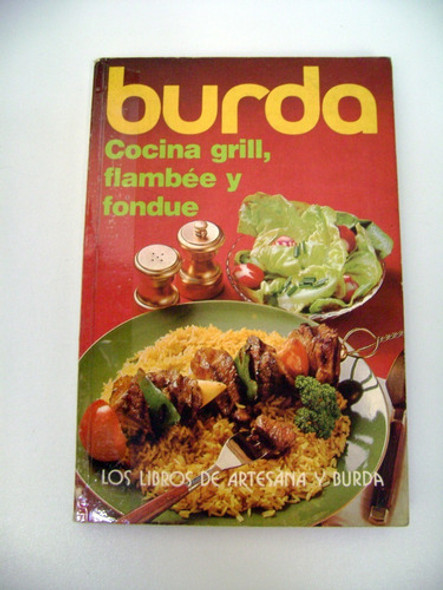 burda
Cocina grill,
flambée y
fondue
LOS LIBROS DE ARTESANA Y BURDA